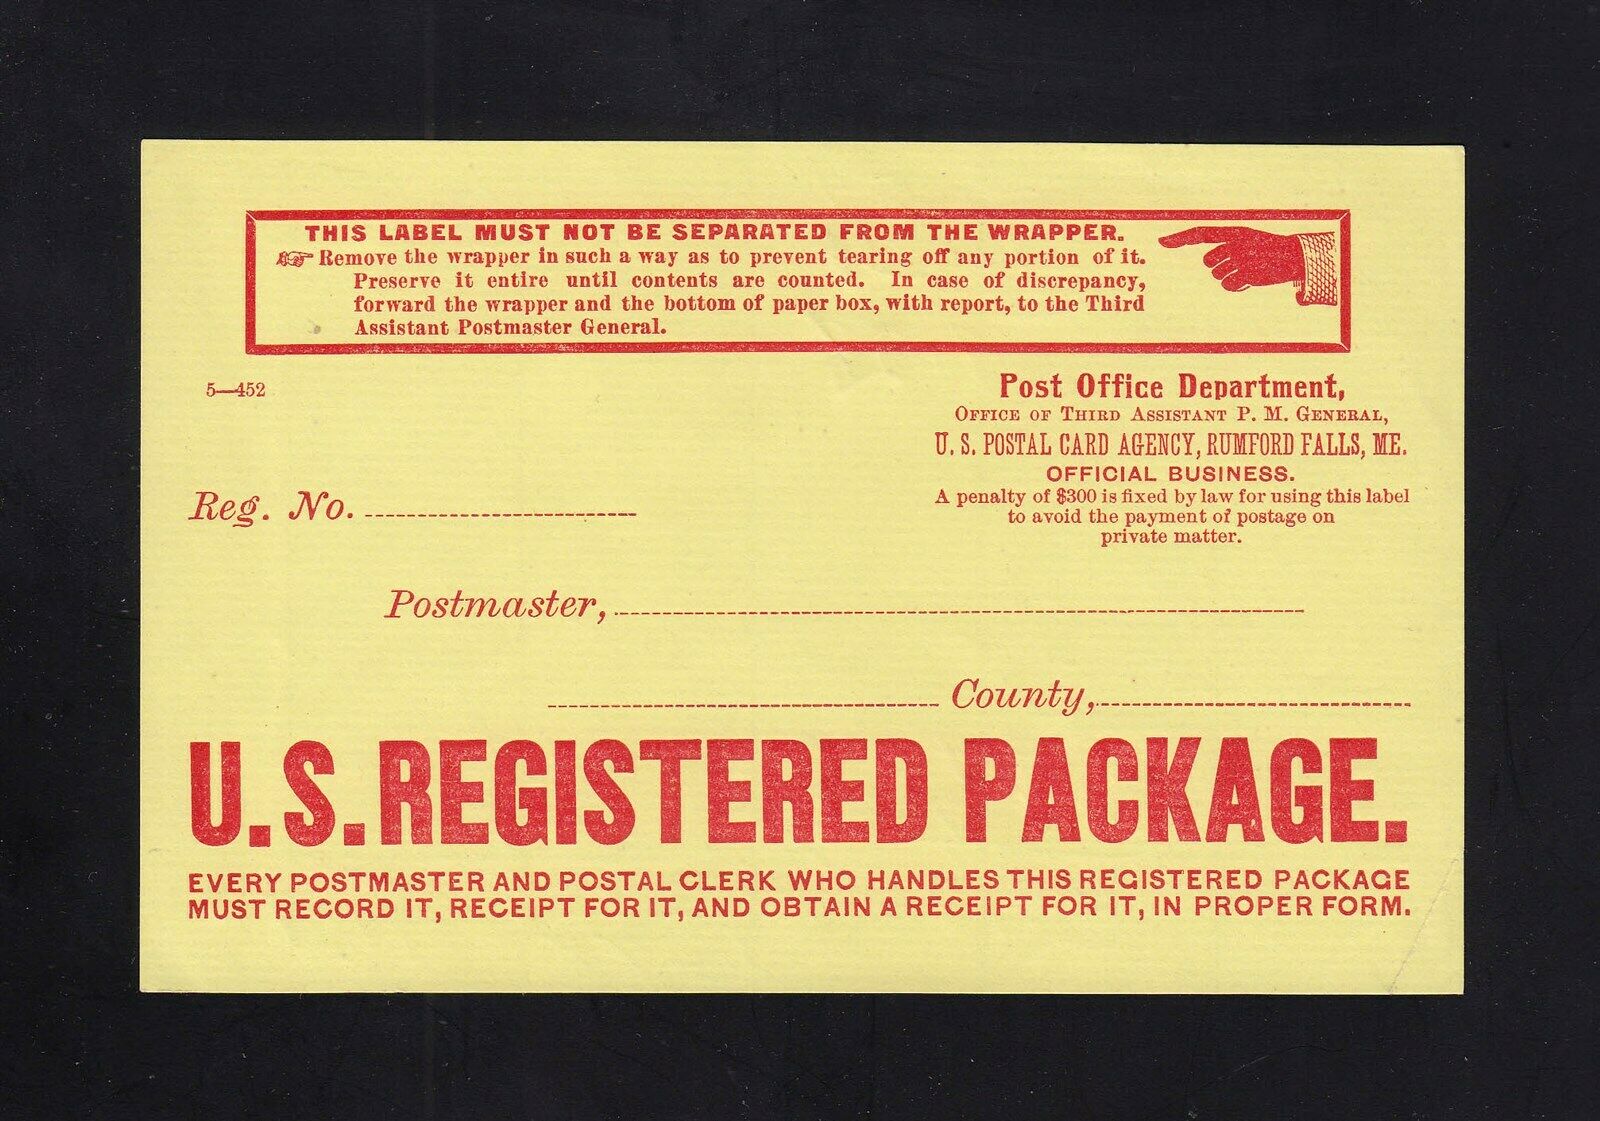 THIS LABEL MUST NOT BE SEPARATED FROM THE WRAPPER.
Remove the wrapper in such a way as to prevent tearing off any portion of it.
Preserve it entire until contents are counted. In case of discrepancy,
forward the wrapper and the bottom of paper box, with report, to the Third
Assistant Postmaster General.
5—452
Post Office Department,
OFFICE OF THIRD ASSISTANT P. M. GENERAL,
U. S. POSTAL CARD AGENCY, RUMFORD FALLS, ME.
OFFICIAL BUSINESS.
A penalty of $300 is fixed by law for using this label
to avoid the payment of postage on
private matter.
Reg. No.
Postmaster,
County,
U. S. REGISTERED PACKAGE.
EVERY POSTMASTER AND POSTAL CLERK WHO HANDLES THIS REGISTERED PACKAGE
MUST RECORD IT, RECEIPT FOR IT, AND OBTAIN A RECEIPT FOR IT, IN PROPER FORM.